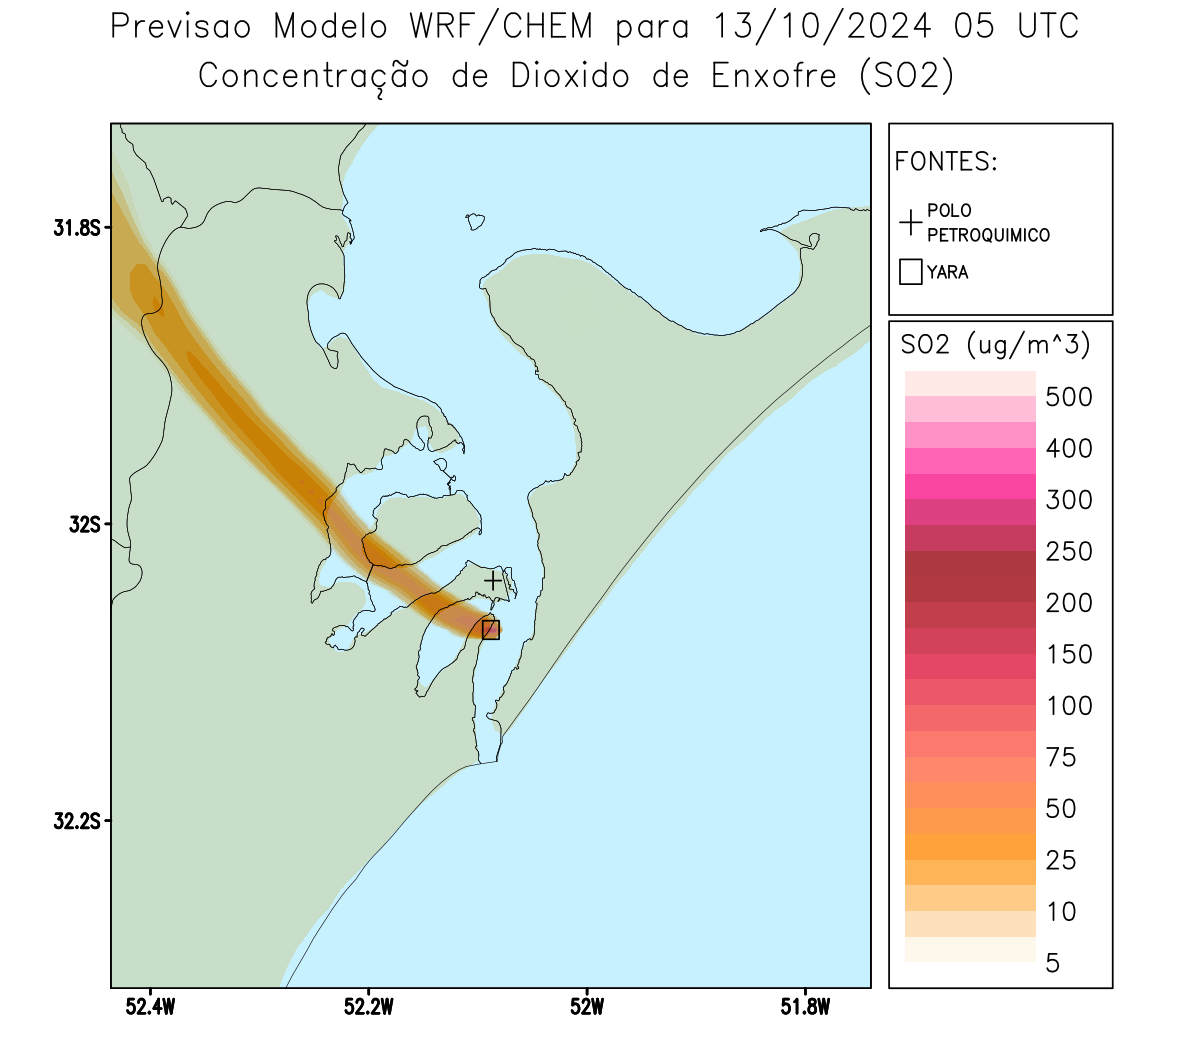 Previsao Modelo WRF/CHEM para 13/10/2024 05 UTC
Concentração de Dioxido de Enxofre (SO2)
FONTES:
POLO
PETROQUIMICO
YARA
SO2 (ug/m^3)
500
400
300
250
200
150
100
75
50
25
10
5
31.8S
32S
32.2S
52.4W
52.2W
52W
51.8W